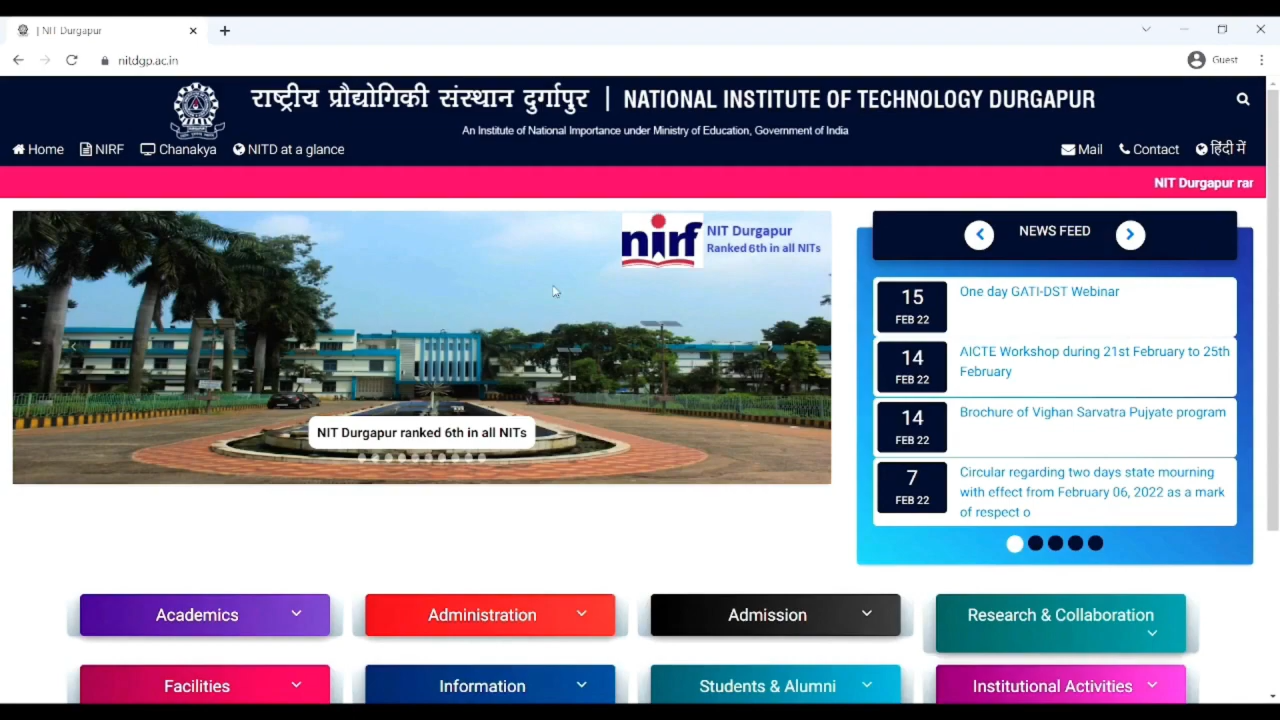 | NIT Durgapur
nitdgp.ac.in
Guest
राष्ट्रीय प्रौद्योगिकी संस्थान दुर्गापुर | NATIONAL INSTITUTE OF TECHNOLOGY DURGAPUR
An Institute of National Importance under Ministry of Education, Government of India
Home NIRF Chanakya NITD at a glance Mail Contact हिंदी में
NIT Durgapur ran
nirf
NIT Durgapur
Ranked 6th in all NITs
NIT Durgapur ranked 6th in all NITs
NEWS FEED
15
FEB 22
One day GATI-DST Webinar
14
FEB 22
AICTE Workshop during 21st February to 25th
February
14
FEB 22
Brochure of Vighan Sarvatra Pujyate program
7
FEB 22
Circular regarding two days state mourning
with effect from February 06, 2022 as a mark
of respect o
Academics Administration Admission Research & Collaboration
Facilities Information Students & Alumni Institutional Activities